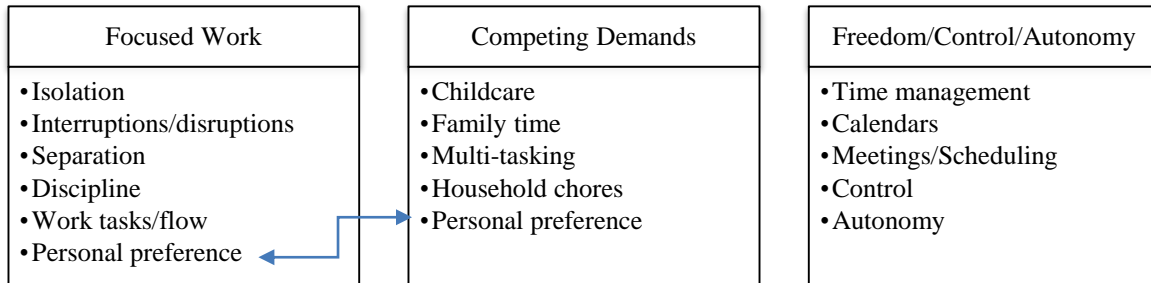 Focused Work
•Isolation
•Interruptions/disruptions
•Separation
•Discipline
•Work tasks/flow
•Personal preference
Competing Demands
•Childcare
•Family time
•Multi-tasking
•Household chores
•Personal preference
Freedom/Control/Autonomy
•Time management
•Calendars
•Meetings/Scheduling
•Control
•Autonomy